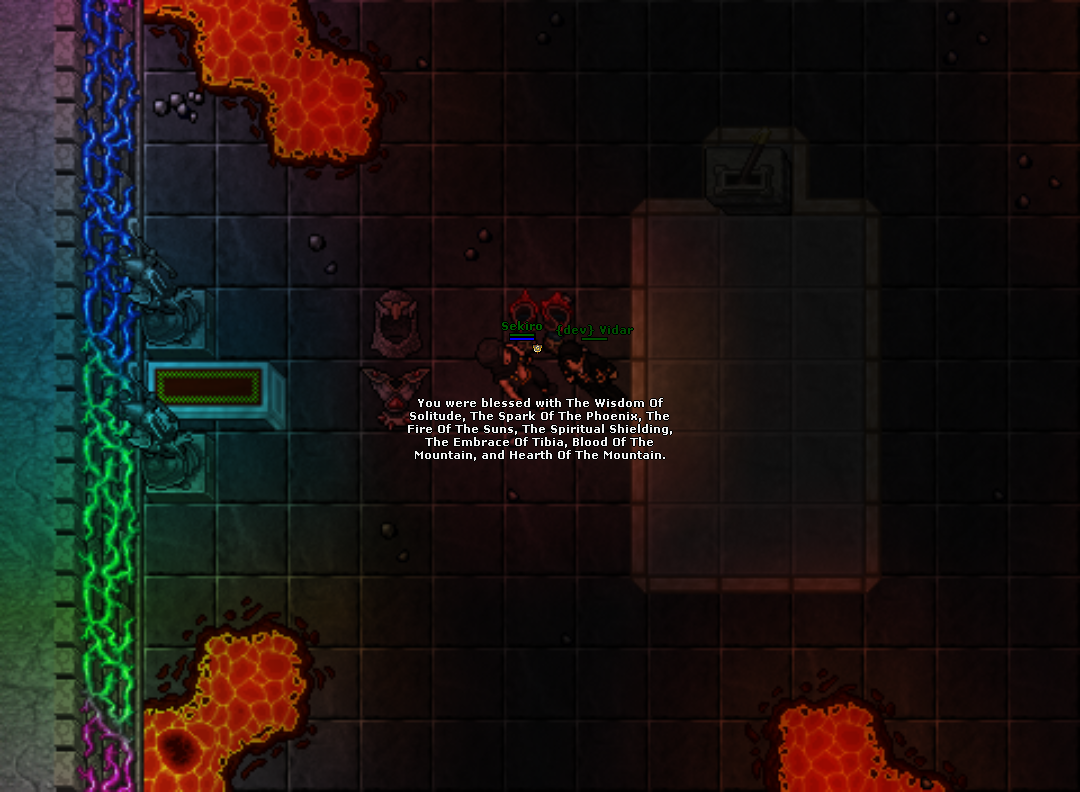 Sekiro
{dev} Vidar
You were blessed with The Wisdom Of
Solitude, The Spark Of The Phoenix, The
Fire Of The Suns, The Spiritual Shielding,
The Embrace Of Tibia, Blood Of The
Mountain, and Hearth Of The Mountain.